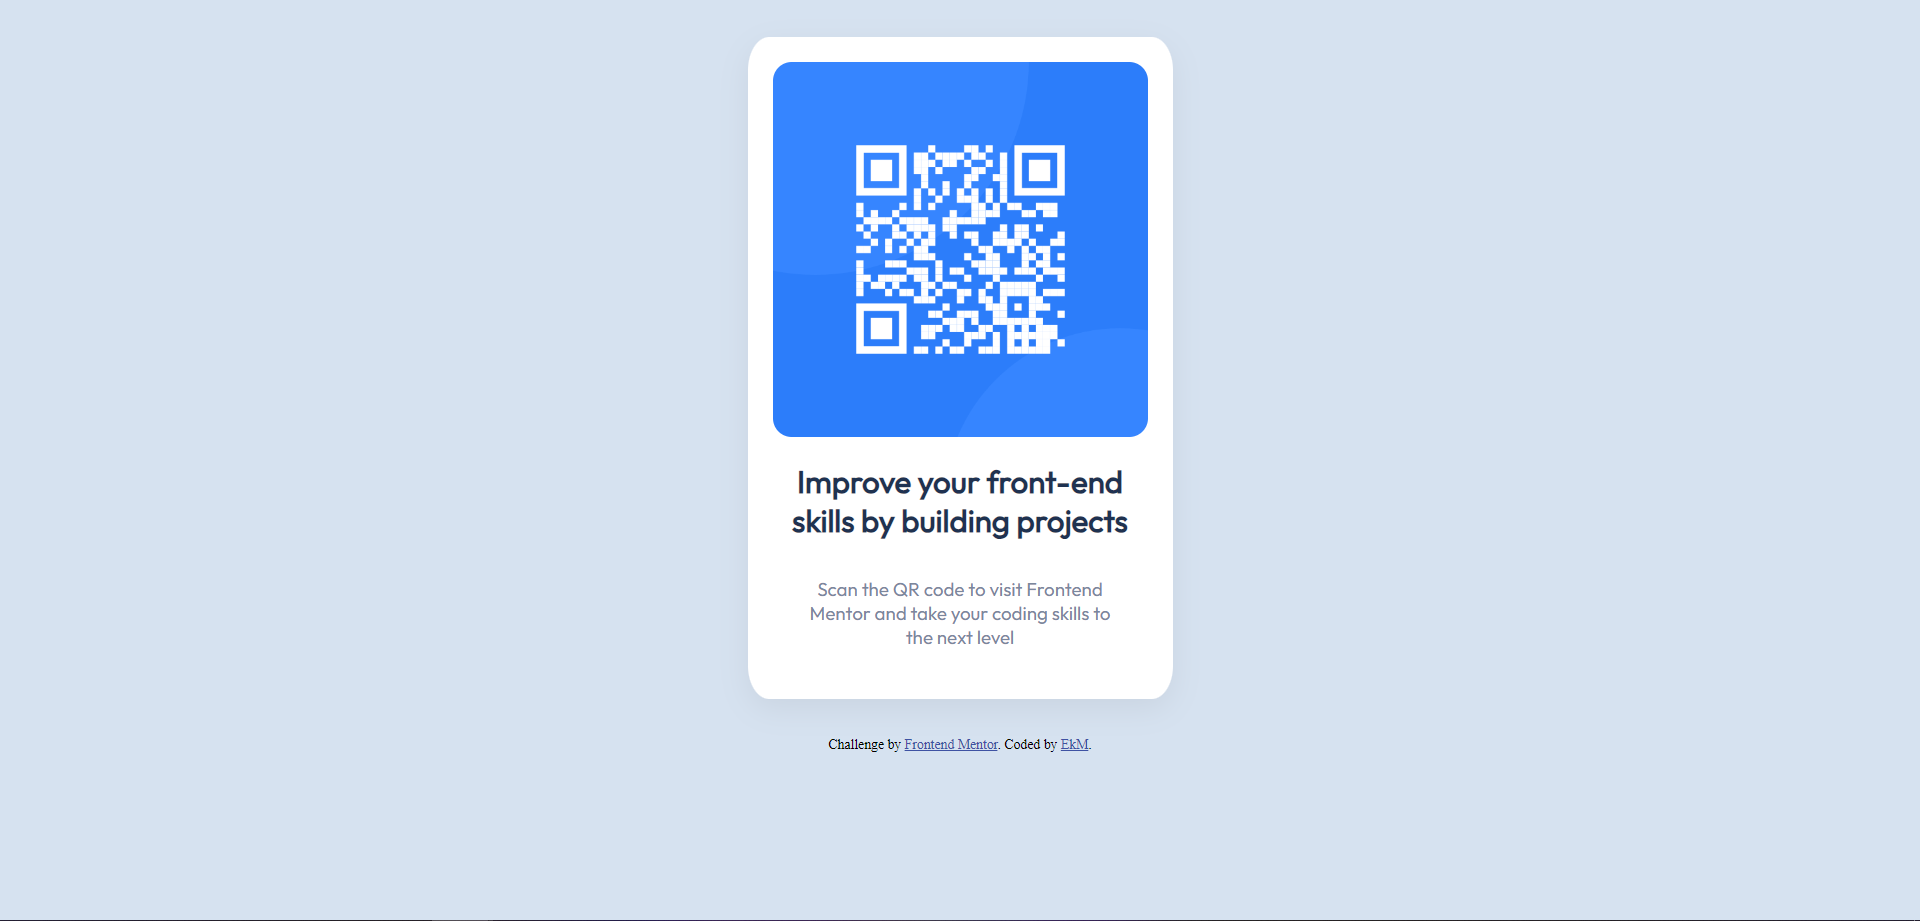 Improve your front-end
skills by building projects
Scan the QR code to visit Frontend
Mentor and take your coding skills to
the next level
Challenge by Frontend Mentor. Coded by EkM.